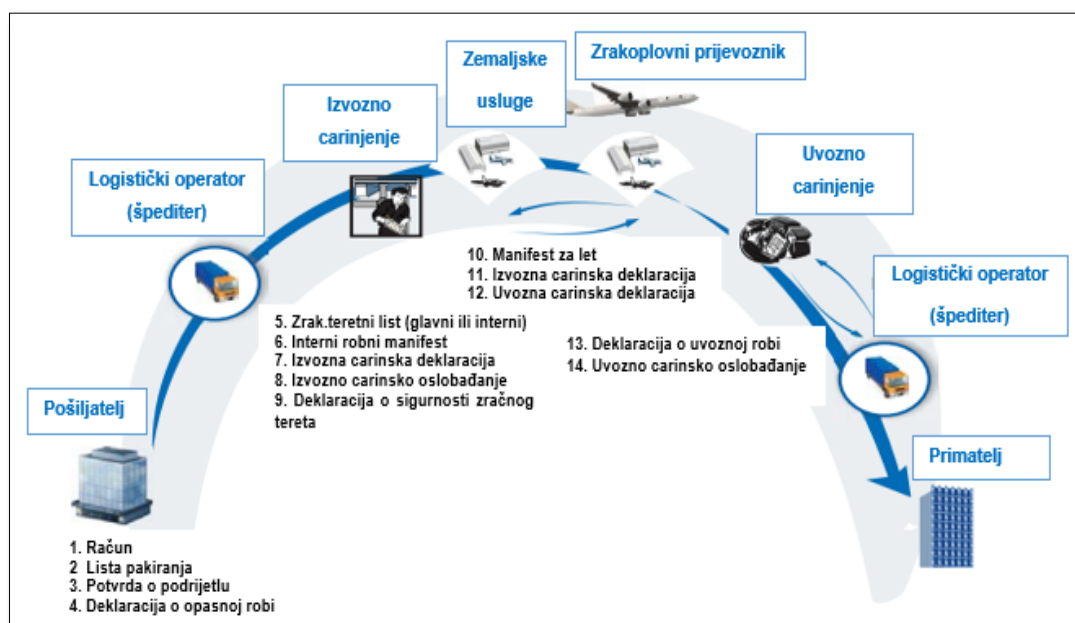 Zrakoplovni prijevoznik
Zemaljske
usluge
Izvozno
carinjenje
Uvozno
carinjenje
Logistički operator
(špediter)
10. Manifest za let
11. Izvozna carinska deklaracija
12. Uvozna carinska deklaracija
Logistički operator
(špediter)
5. Zrak.teretni list (glavni ili interni)
6. Interni robni manifest
7. Izvozna carinska deklaracija
8. Izvozno carinsko oslobađanje
9. Deklaracija o sigurnosti zračnog
tereta
13. Deklaracija o uvoznoj robi
14. Uvozno carinsko oslobađanje
Pošiljatelj
Primatelj
1. Račun
2 Lista pakiranja
3. Potvrda o podrijetlu
4. Deklaracija o opasnoj robi